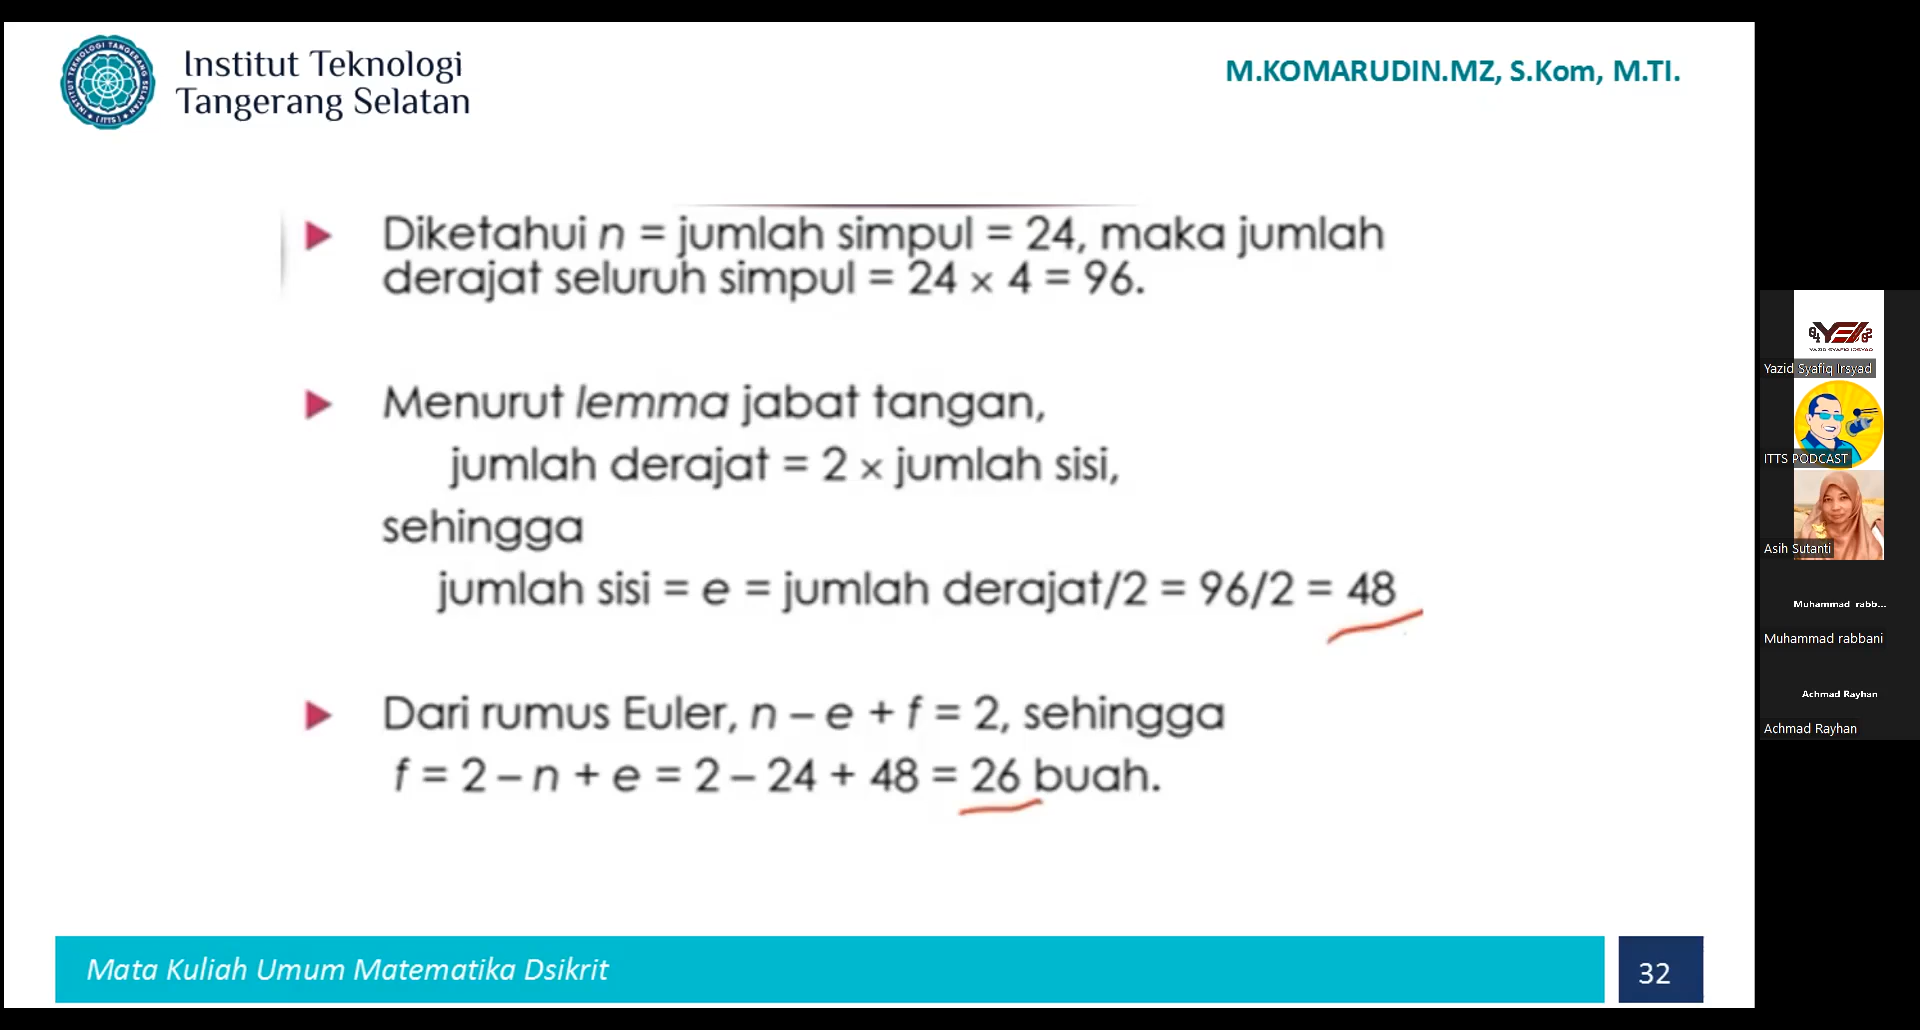 Institut Teknologi
Tangerang Selatan
M.KOMARUDIN.MZ, S.Kom, M.TI.
Diketahui n = jumlah simpul = 24, maka jumlah
derajat seluruh simpul = 24 × 4 = 96.
Menurut lemma jabat tangan,
jumlah derajat = 2 × jumlah sisi,
sehingga
jumlah sisi = e = jumlah derajat/2 = 96/2 = 48
Dari rumus Euler, n – e + f = 2, sehingga
f = 2 – n + e = 2 – 24 + 48 = 26 buah.
Mata Kuliah Umum Matematika Dsikrit
32
Yazid Syafiq Irsyad
ITTS PODCAST
Asih Sutanti
Muhammad rabb...
Muhammad rabbani
Achmad Rayhan
Achmad Rayhan